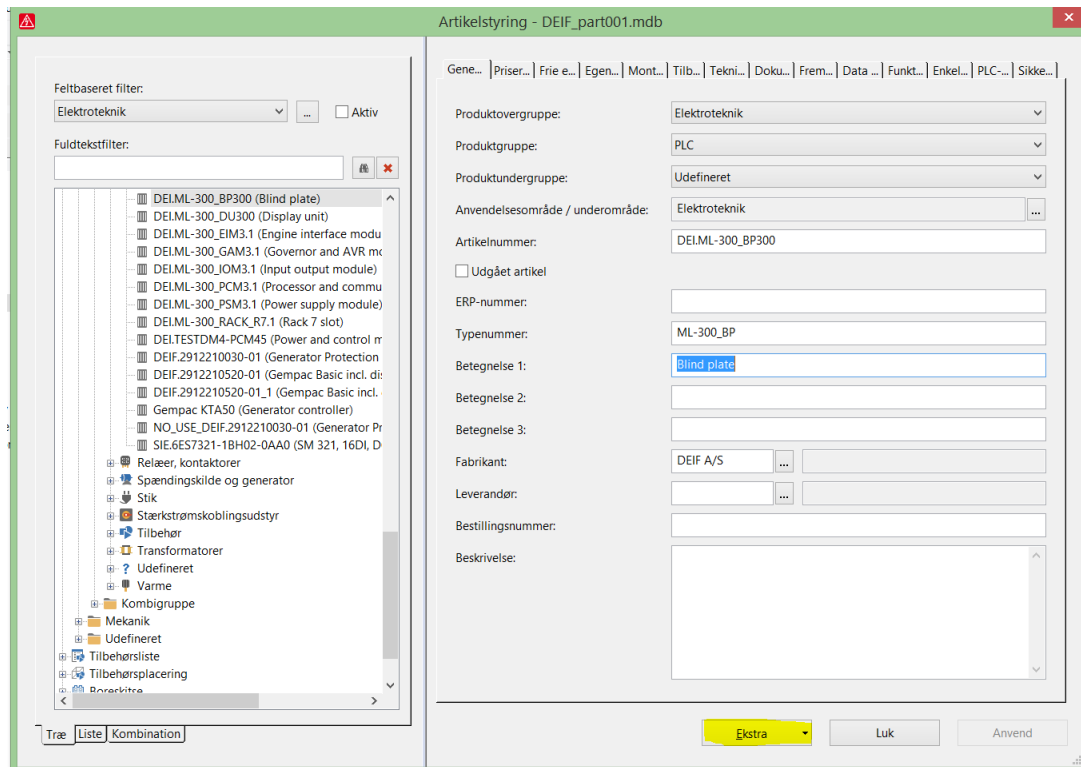 Artikelstyring - DEIF_part001.mdb
Feltbaseret filter:
Elektroteknik
...
Aktiv
Fuldtekstfilter:
DEI.ML-300_BP300 (Blind plate)
DEI.ML-300_DU300 (Display unit)
DEI.ML-300_EIM3.1 (Engine interface modu
DEI.ML-300_GAM3.1 (Governor and AVR mo
DEI.ML-300_IOM3.1 (Input output module)
DEI.ML-300_PCM3.1 (Processor and commu
DEI.ML-300_PSM3.1 (Power supply module)
DEI.ML-300_RACK_R7.1 (Rack 7 slot)
DEI.TESTDM4-PCM45 (Power and control m
DEIF.2912210030-01 (Generator Protection
DEIF.2912210520-01 (Gempac Basic incl. dis
DEIF.2912210520-01_1 (Gempac Basic incl.
Gempac KTA50 (Generator controller)
NO_USE_DEIF.2912210030-01 (Generator Pr
SIE.6ES7321-1BH02-0AA0 (SM 321, 16DI, D
Relæer, kontaktorer
Spændingskilde og generator
Stik
Stærkstrømskoblingsudstyr
Tilbehør
Transformatorer
Udefineret
Varme
Kombigruppe
Mekanik
Udefineret
Tilbehørsliste
Tilbehørsplacering
Boreskitse
Træ Liste Kombination
Gene... Priser... Frie e... Egen... Mont... Tilb... Tekni... Doku... Frem... Data ... Funkt... Enkel... PLC-... Sikke...
Produktovergruppe: Elektroteknik
Produktgruppe: PLC
Produktundergruppe: Udefineret
Anvendelsesområde / underområde: Elektroteknik ...
Artikelnummer: DEI.ML-300_BP300
Udgået artikel
ERP-nummer:
Typenummer: ML-300_BP
Betegnelse 1: Blind plate
Betegnelse 2:
Betegnelse 3:
Fabrikant: DEIF A/S ...
Leverandør: ...
Bestillingsnummer:
Beskrivelse:
Ekstra Luk Anvend